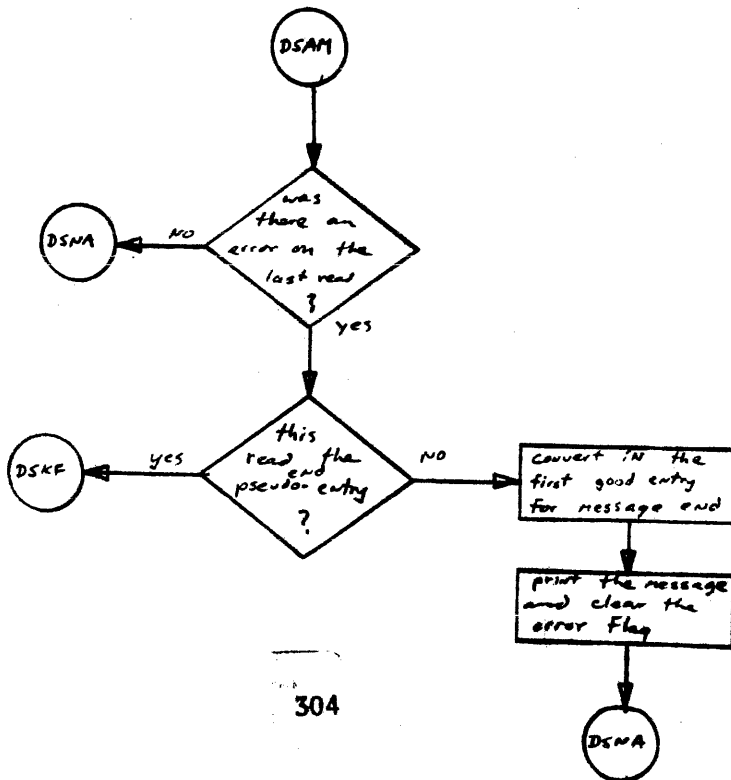 DSAM
was
there an
error on the
last read
?
NO
DSNA
yes
this
read the
end
pseudo-entry
?
yes
DSKF
NO
convert IN the
first good entry
for message end
print the message
and clear the
error Flag
DSNA
304